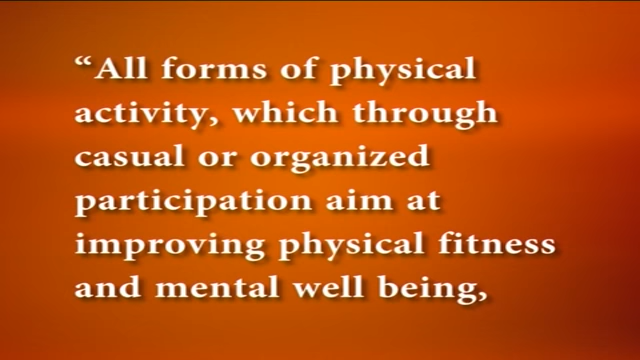 “All forms of physical
activity, which through
casual or organized
participation aim at
improving physical fitness
and mental well being,